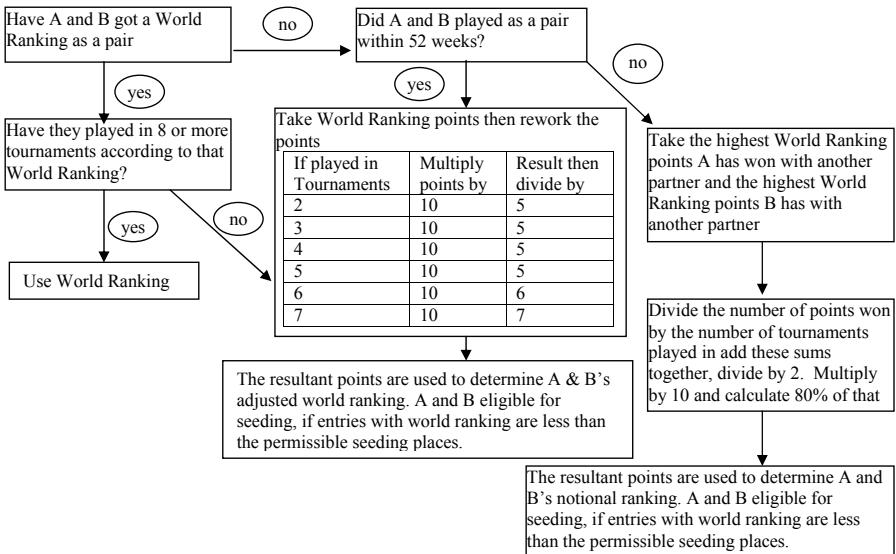 Have A and B got a World
Ranking as a pair
no
Did A and B played as a pair
within 52 weeks?
yes
yes
no
Have they played in 8 or more
tournaments according to that
World Ranking?
yes
no
Use World Ranking
Take World Ranking points then rework the
points
If played in
Tournaments
Multiply
points by
Result then
divide by
2 10 5
3 10 5
4 10 5
5 10 5
6 10 6
7 10 7
Take the highest World Ranking
points A has won with another
partner and the highest World
Ranking points B has with
another partner
The resultant points are used to determine A & B's
adjusted world ranking. A and B eligible for
seeding, if entries with world ranking are less than
the permissible seeding places.
Divide the number of points won
by the number of tournaments
played in add these sums
together, divide by 2. Multiply
by 10 and calculate 80% of that
The resultant points are used to determine A and
B's notional ranking. A and B eligible for
seeding, if entries with world ranking are less
than the permissible seeding places.